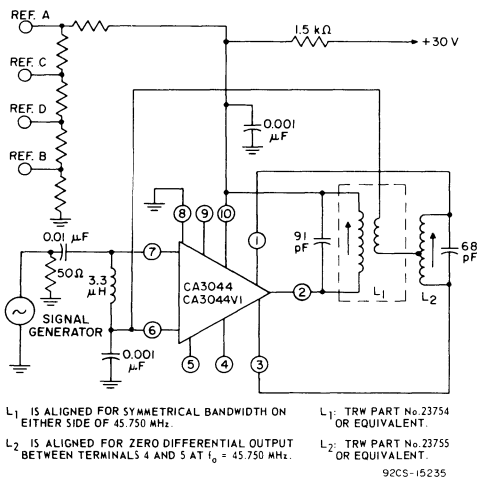 REF. A
1.5 kΩ
+30 V
REF. C
REF. D
0.001
μF
REF. B
8
9
10
1
0.01 μF
7
91
pF
68
pF
50Ω
3.3
μH
CA3044
CA3044V1
2
L1
L2
SIGNAL
GENERATOR
6
0.001
μF
5
4
3
L1 IS ALIGNED FOR SYMMETRICAL BANDWIDTH ON
EITHER SIDE OF 45.750 MHz.
L1: TRW PART No.23754
OR EQUIVALENT.
L2 IS ALIGNED FOR ZERO DIFFERENTIAL OUTPUT
BETWEEN TERMINALS 4 AND 5 AT fo = 45.750 MHz.
L2: TRW PART No.23755
OR EQUIVALENT.
92CS-15235